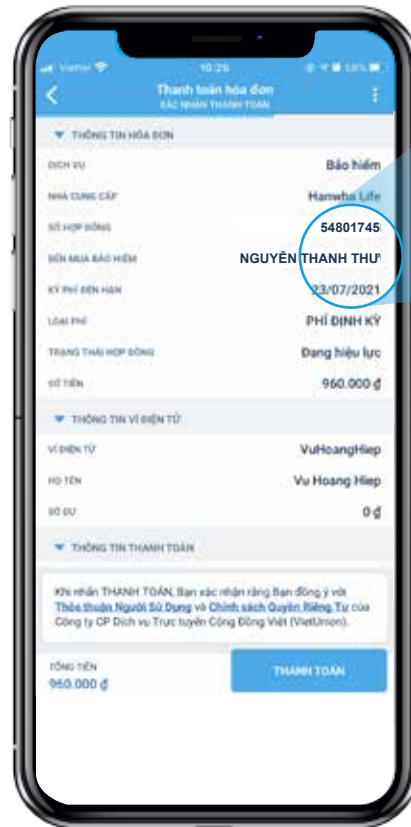 Viettel 10:25
Thanh toán hóa đơn
XÁC NHẬN THANH TOÁN
THÔNG TIN HÓA ĐƠN
DỊCH VỤ Bảo hiểm
NHÀ CUNG CẤP Hanwha Life
SỐ HỢP ĐỒNG 54801745
BÊN MUA BẢO HIỂM NGUYỄN THANH THƯ
KỲ PHÍ ĐẾN HẠN 23/07/2021
LOẠI PHÍ PHÍ ĐỊNH KỲ
TRẠNG THÁI HỢP ĐỒNG Đang hiệu lực
SỐ TIỀN 960.000 ₫
THÔNG TIN VÍ ĐIỆN TỬ
VÍ ĐIỆN TỬ VuHoangHiep
HỌ TÊN Vu Hoang Hiep
SỐ DƯ 0 ₫
THÔNG TIN THANH TOÁN
Khi nhấn THANH TOÁN, Bạn xác nhận rằng Bạn đồng ý với
Thỏa thuận Người Sử Dụng và Chính sách Quyền Riêng Tư của
Công ty CP Dịch vụ Trực tuyến Cộng Đồng Việt (VietUnion).
TỔNG TIỀN
960.000 ₫
THANH TOÁN